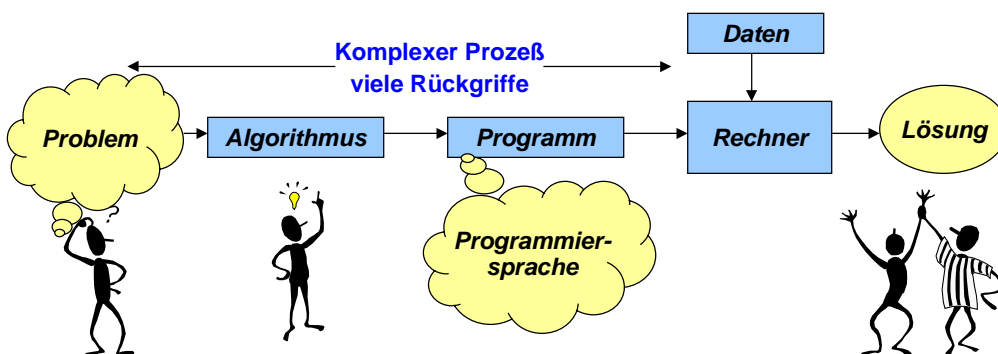 Komplexer Prozeß
viele Rückgriffe
Daten
Problem
Algorithmus
Programm
Rechner
Lösung
?
Programmier-
sprache